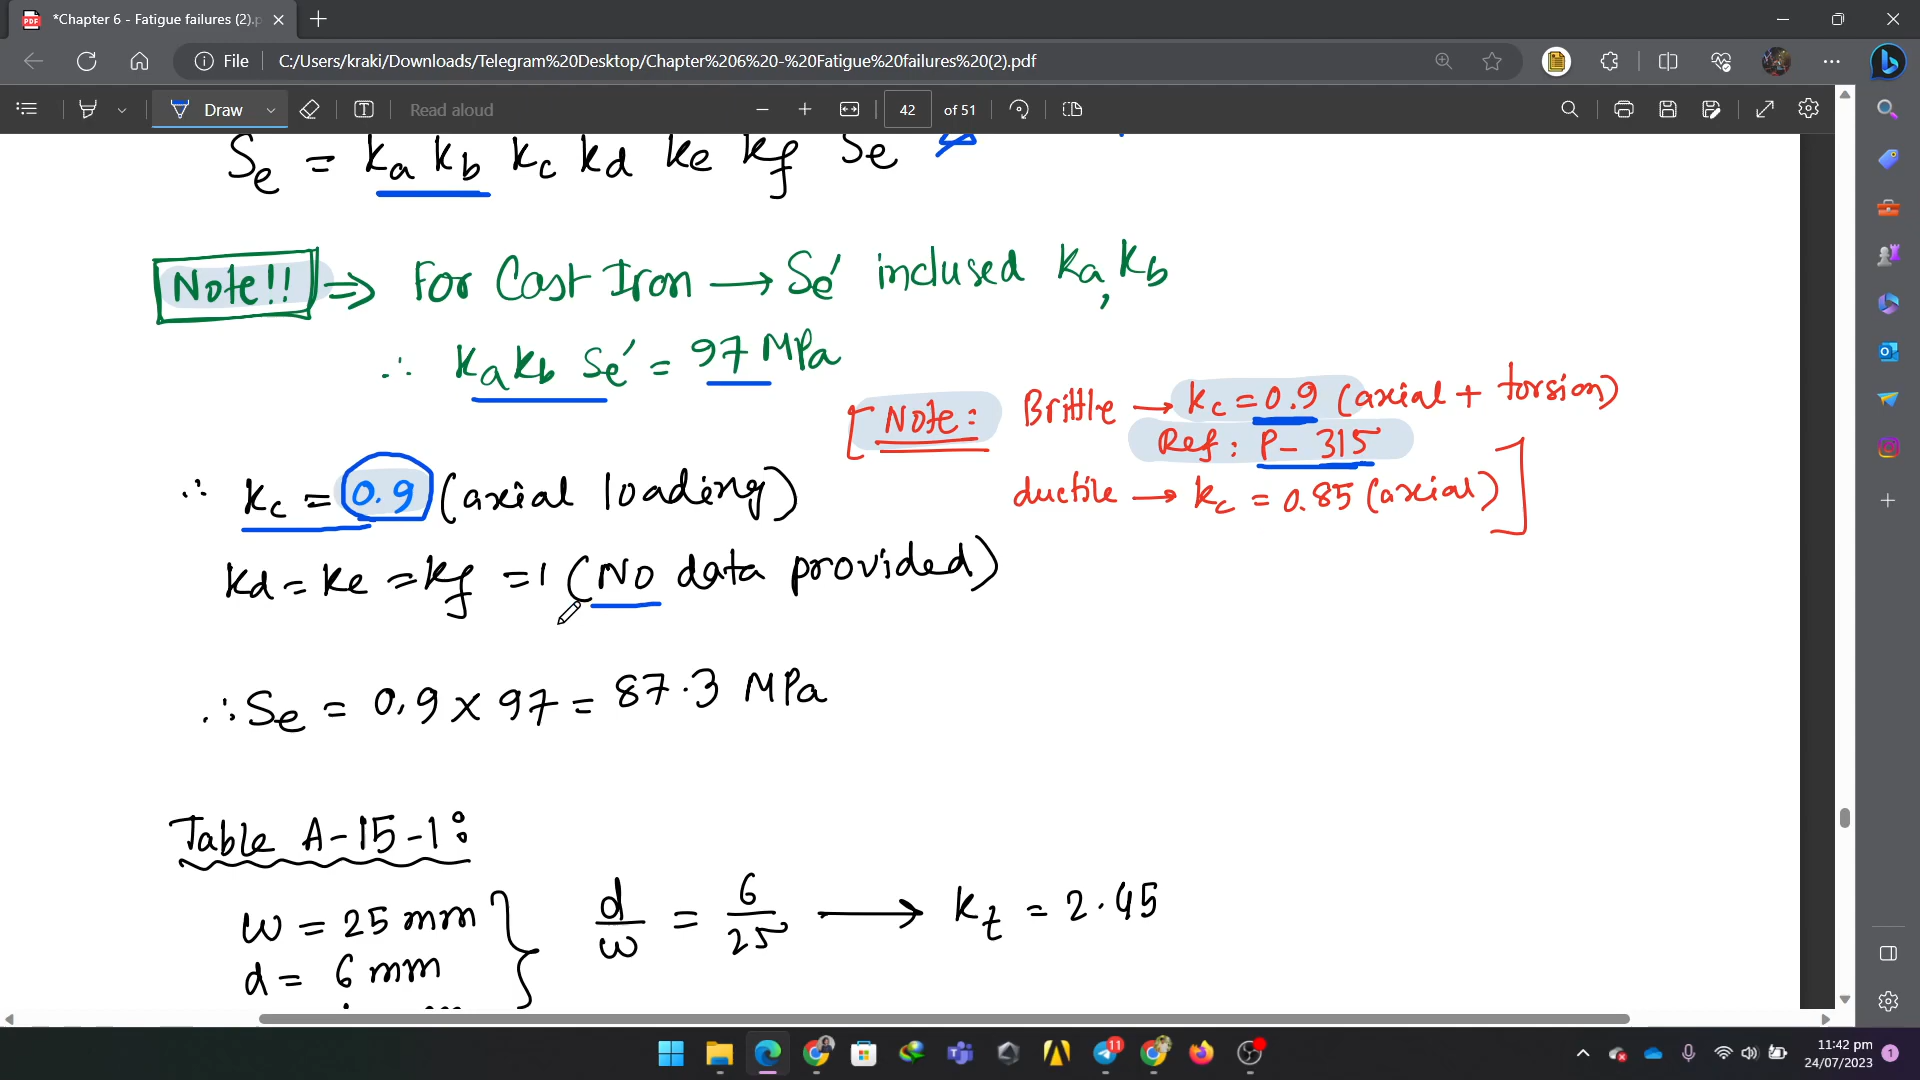 *Chapter 6 - Fatigue failures (2).p
File
C:/Users/kraki/Downloads/Telegram%20Desktop/Chapter%206%20-%20Fatigue%20failures%20(2).pdf
Draw
Read aloud
42 of 51
Se = ka kb kc kd ke kf Se
Note!! ⇒ For Cast Iron → Se' inclused ka, kb
∴ ka kb Se' = 97 MPa
[Note: Brittle → kc = 0.9 (axial + torsion)
Ref: P- 315
ductile → kc = 0.85 (axial)]
∴ kc = 0.9 (axial loading)
kd = ke = kf = 1 (No data provided)
∴ Se = 0.9 x 97 = 87.3 MPa
Table A-15-1:
w = 25 mm
d = 6 mm
d/w = 6/25 → kt = 2.45
11
11:42 pm
24/07/2023
1